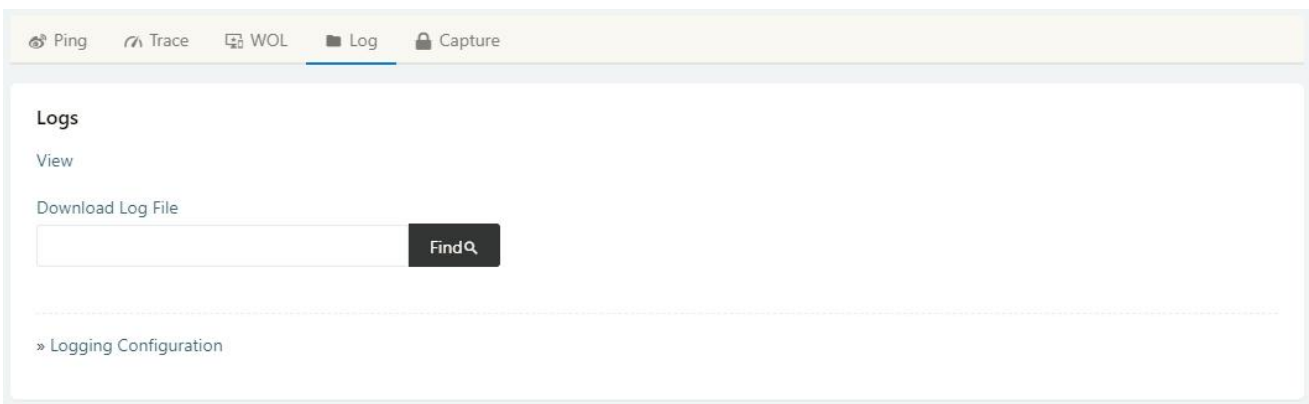 Ping Trace WOL Log Capture
Logs
View
Download Log File
Find
» Logging Configuration